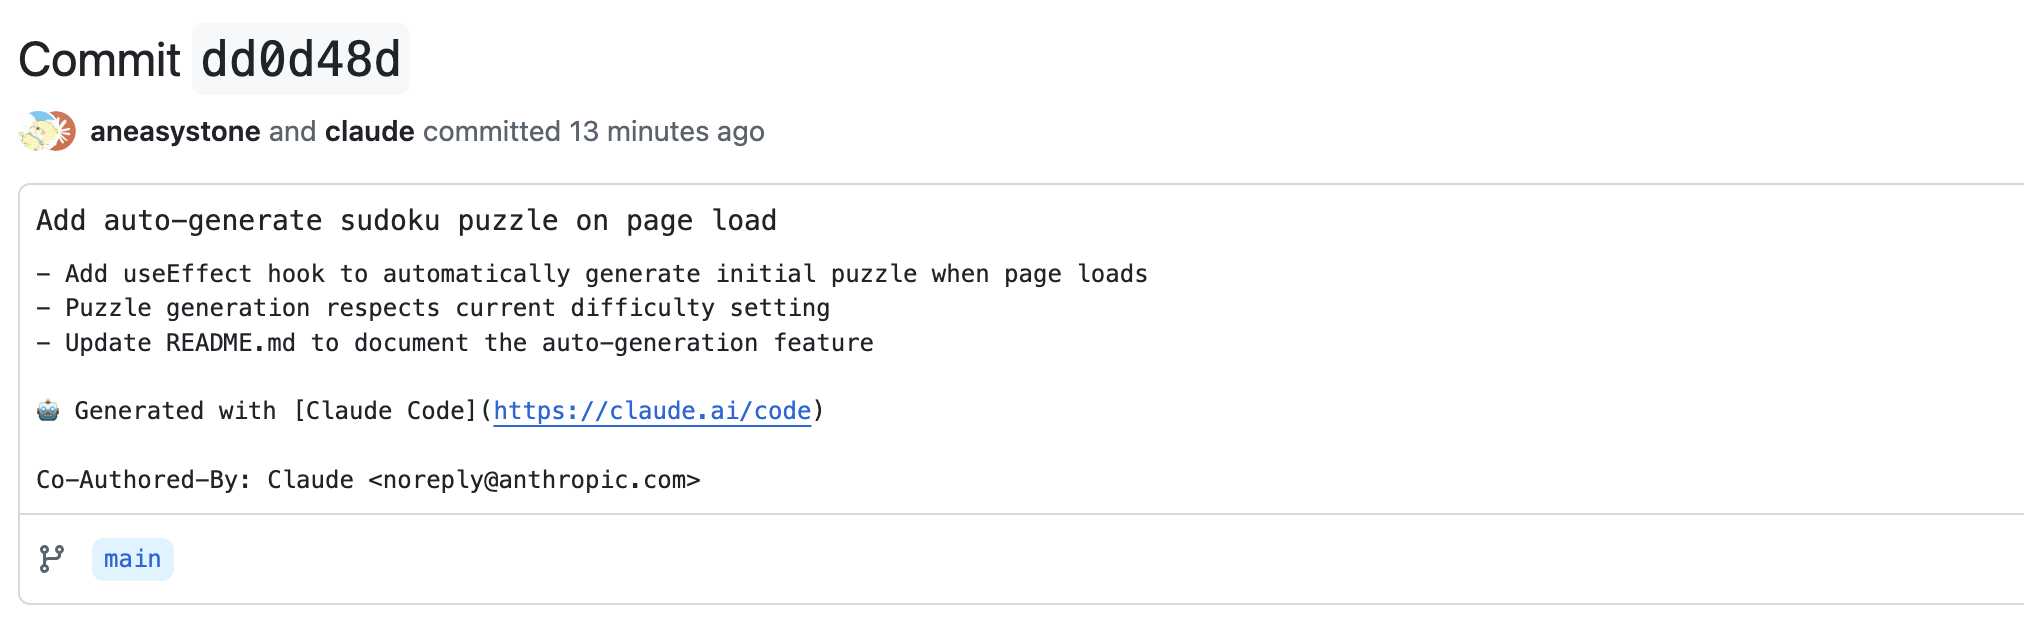 Commit dd0d48d
aneasystone and claude committed 13 minutes ago
Add auto-generate sudoku puzzle on page load
- Add useEffect hook to automatically generate initial puzzle when page loads
- Puzzle generation respects current difficulty setting
- Update README.md to document the auto-generation feature
🤖 Generated with [Claude Code](https://claude.ai/code)
Co-Authored-By: Claude <noreply@anthropic.com>
main